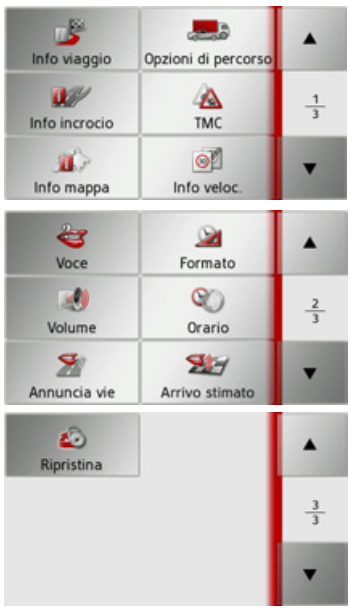 Info viaggio
Opzioni di percorso
Info incrocio
TMC
1
3
Info mappa
Info veloc.
Voce
Formato
Volume
Orario
2
3
Annuncia vie
Arrivo stimato
Ripristina
3
3